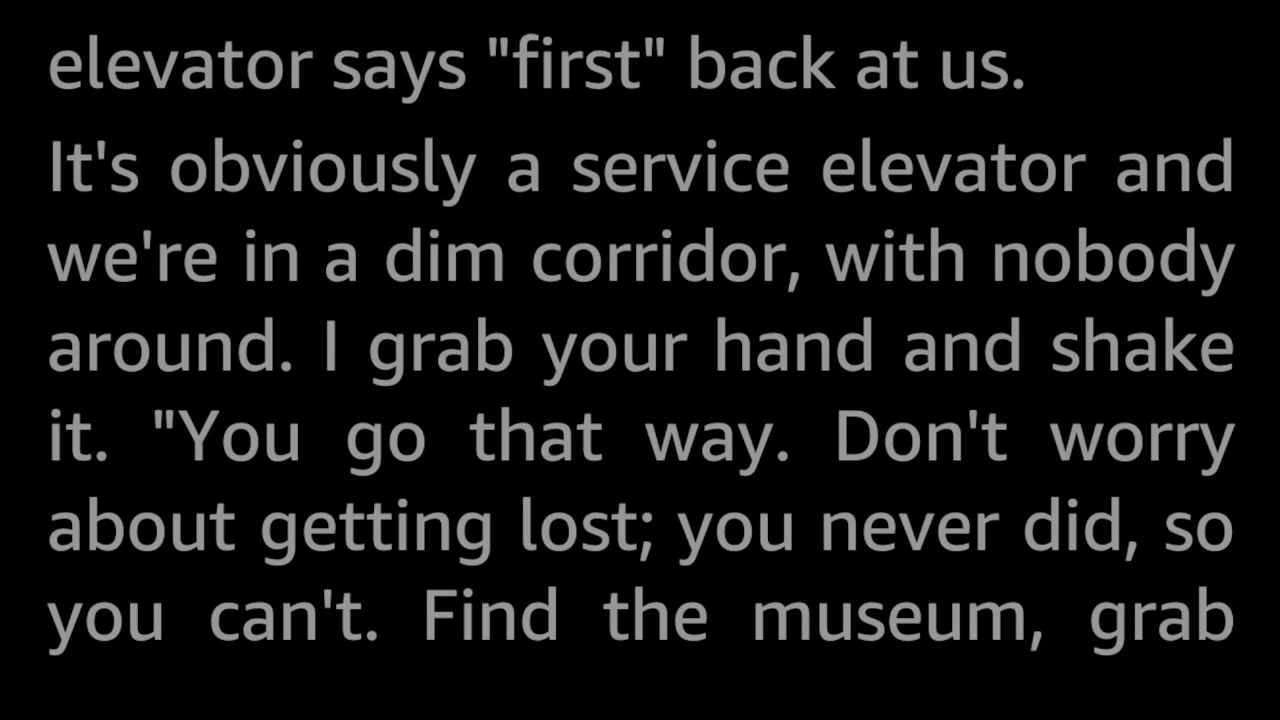 elevator says "first" back at us.
It's obviously a service elevator and
we're in a dim corridor, with nobody
around. I grab your hand and shake
it. "You go that way. Don't worry
about getting lost; you never did, so
you can't. Find the museum, grab